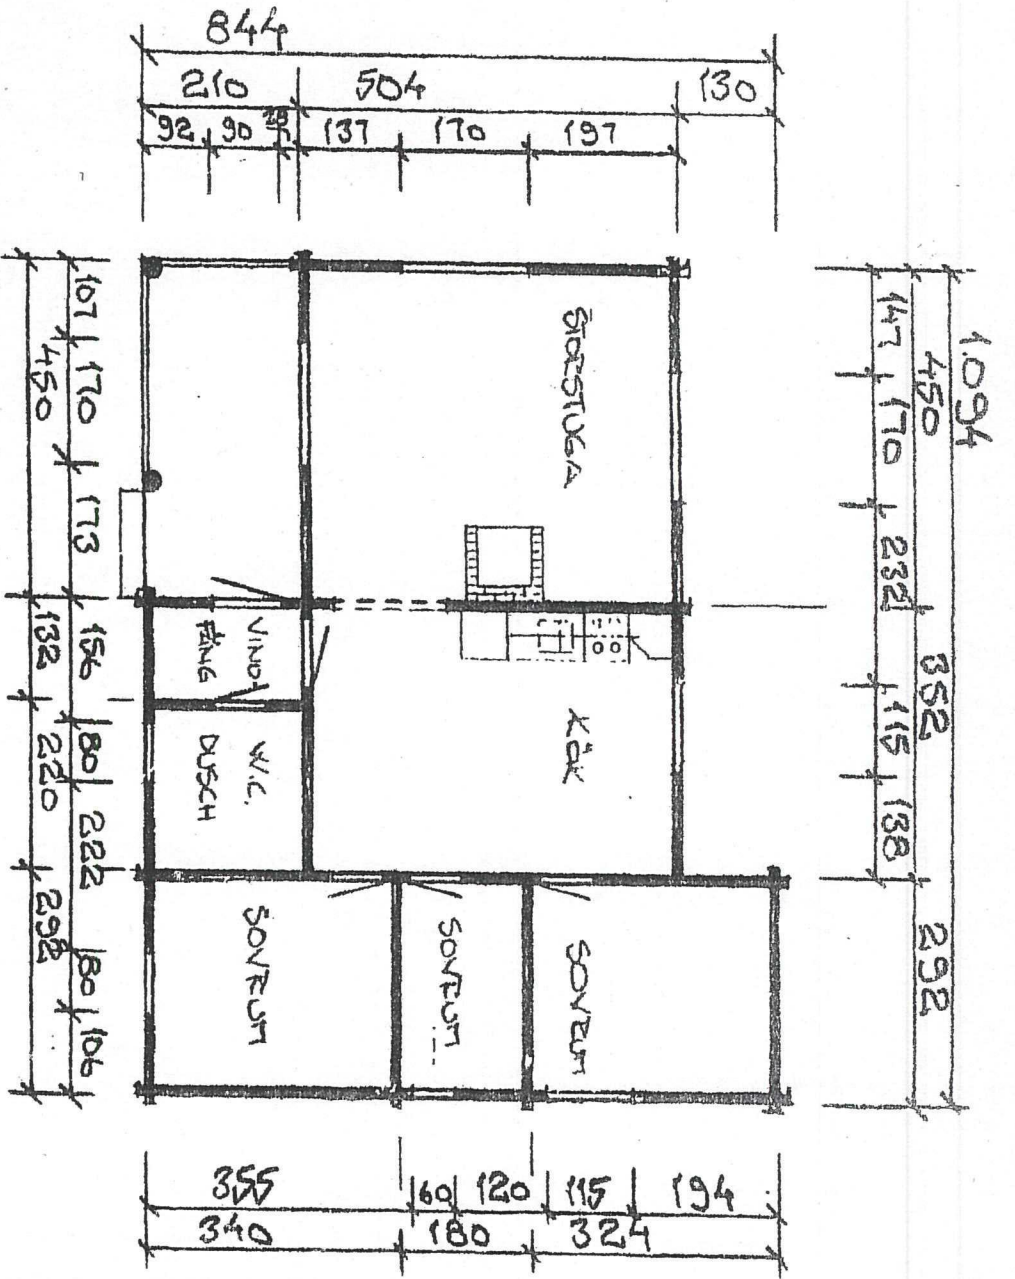 844
210 504 130
92 90 28 137 170 197
1.094
450 352 292
147 170 232 115 138
STORSTUGA
KÖK
VIND-
FÅNG
W.C.
DUSCH
SOVRUM
SOVRUM
SOVRUM
107 170 173 156 80 222 80 106
450 132 220 292
355 60 120 115 194
340 180 324